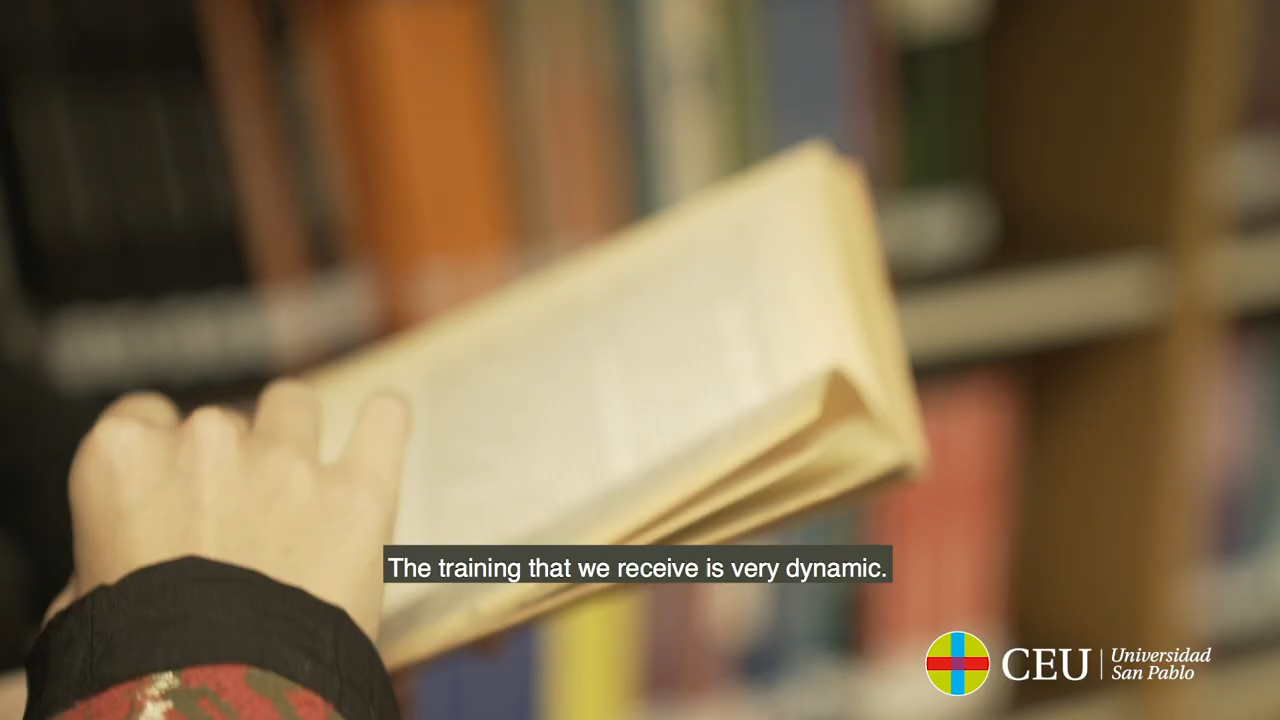 The training that we receive is very dynamic.
CEU
Universidad
San Pablo